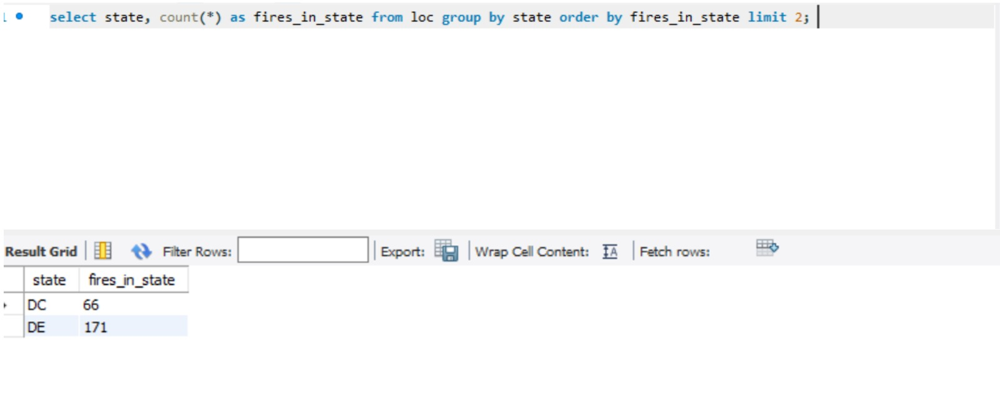 1 select state, count(*) as fires_in_state from loc group by state order by fires_in_state limit 2;
Result Grid Filter Rows: Export: Wrap Cell Content: Fetch rows:
state fires_in_state
DC 66
DE 171